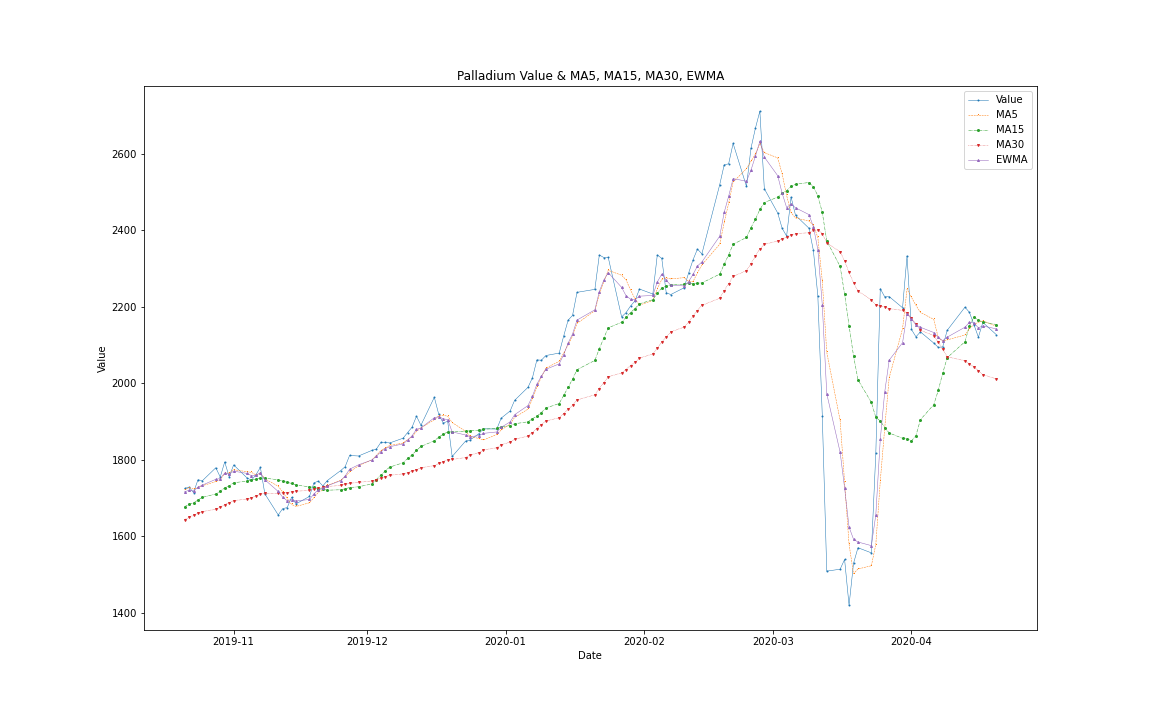 Palladium Value & MA5, MA15, MA30, EWMA
Value
MA5
MA15
MA30
EWMA
2600
2400
2200
2000
1800
1600
1400
Value
2019-11
2019-12
2020-01
2020-02
2020-03
2020-04
Date